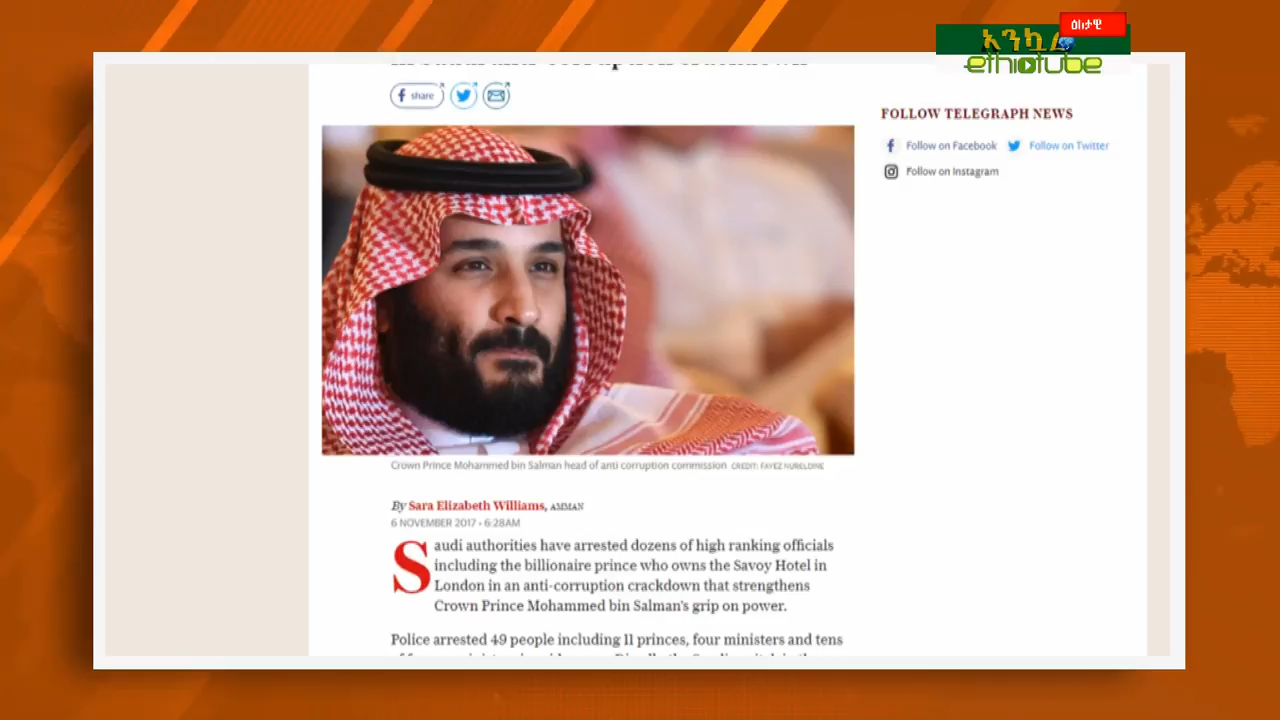 ዕለታዊ
እንኳ
ethiotube
share
FOLLOW TELEGRAPH NEWS
Follow on Facebook
Follow on Twitter
Follow on Instagram
Crown Prince Mohammed bin Salman head of anti corruption commission CREDIT: FAYEZ NURELDINE
By Sara Elizabeth Williams, AMMAN
6 NOVEMBER 2017 • 6:28AM
Saudi authorities have arrested dozens of high ranking officials
including the billionaire prince who owns the Savoy Hotel in
London in an anti-corruption crackdown that strengthens
Crown Prince Mohammed bin Salman's grip on power.
Police arrested 49 people including 11 princes, four ministers and tens